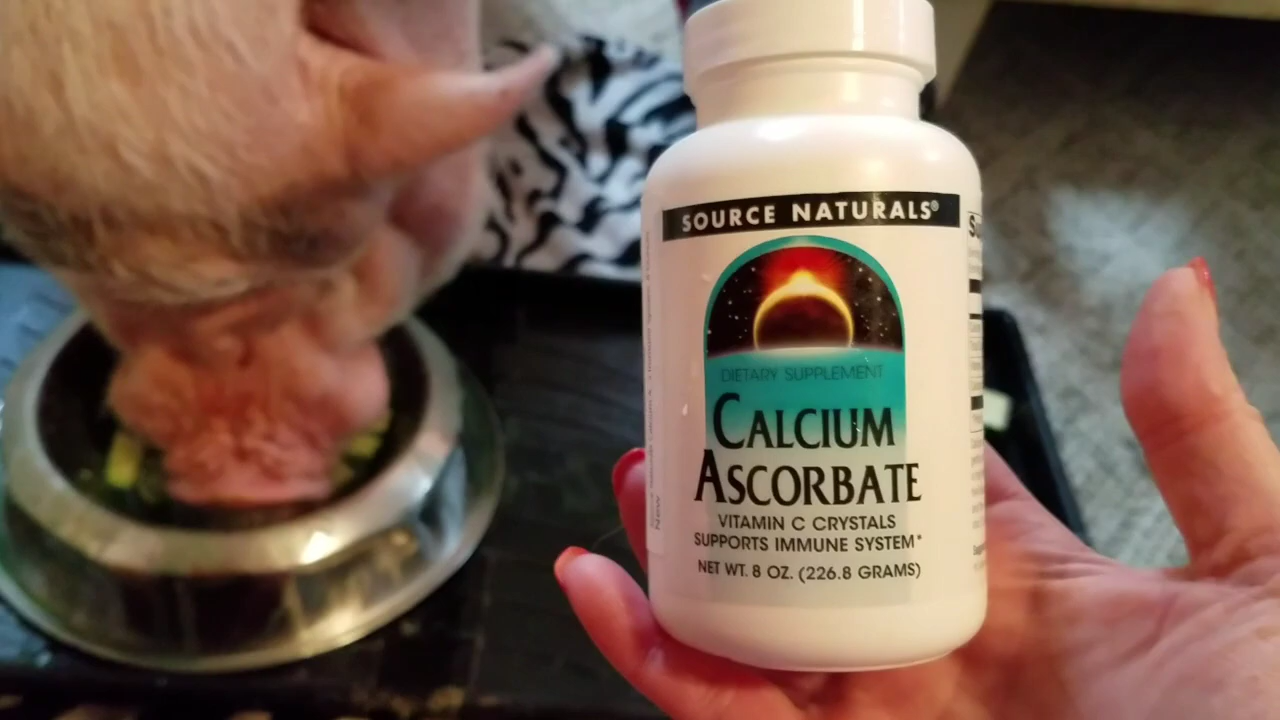 SOURCE NATURALS®
DIETARY SUPPLEMENT
CALCIUM
ASCORBATE
VITAMIN C CRYSTALS
SUPPORTS IMMUNE SYSTEM*
NET WT. 8 OZ. (226.8 GRAMS)